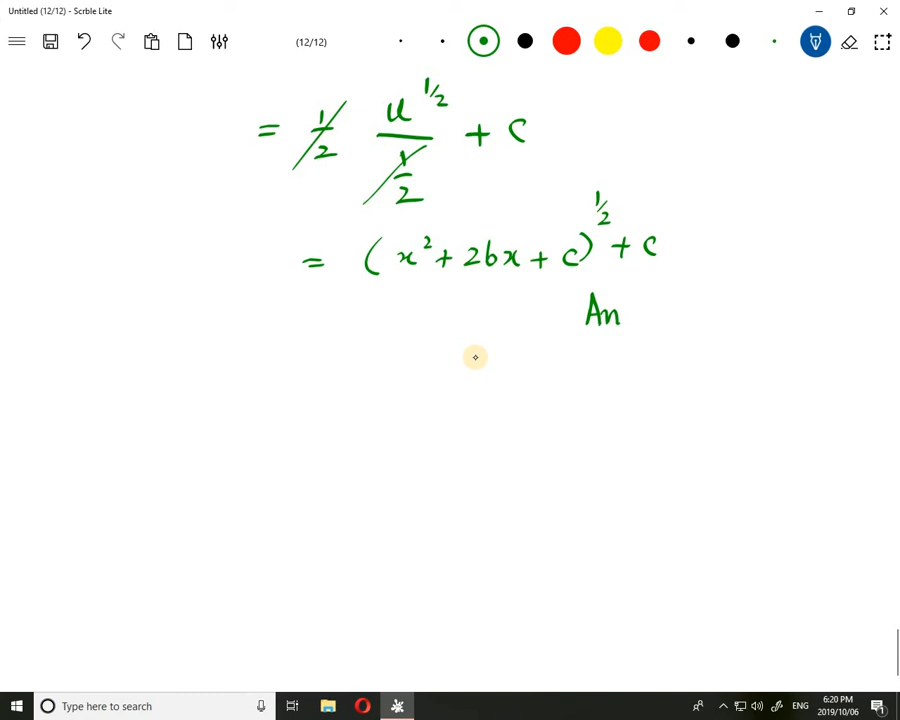 Untitled (12/12) - Scrble Lite
(12/12)
= 1/2 u^1/2 / 1/2 + c
= (x² + 2bx + c)^1/2 + c
An
Type here to search
ENG
6:20 PM
2019/10/06
1